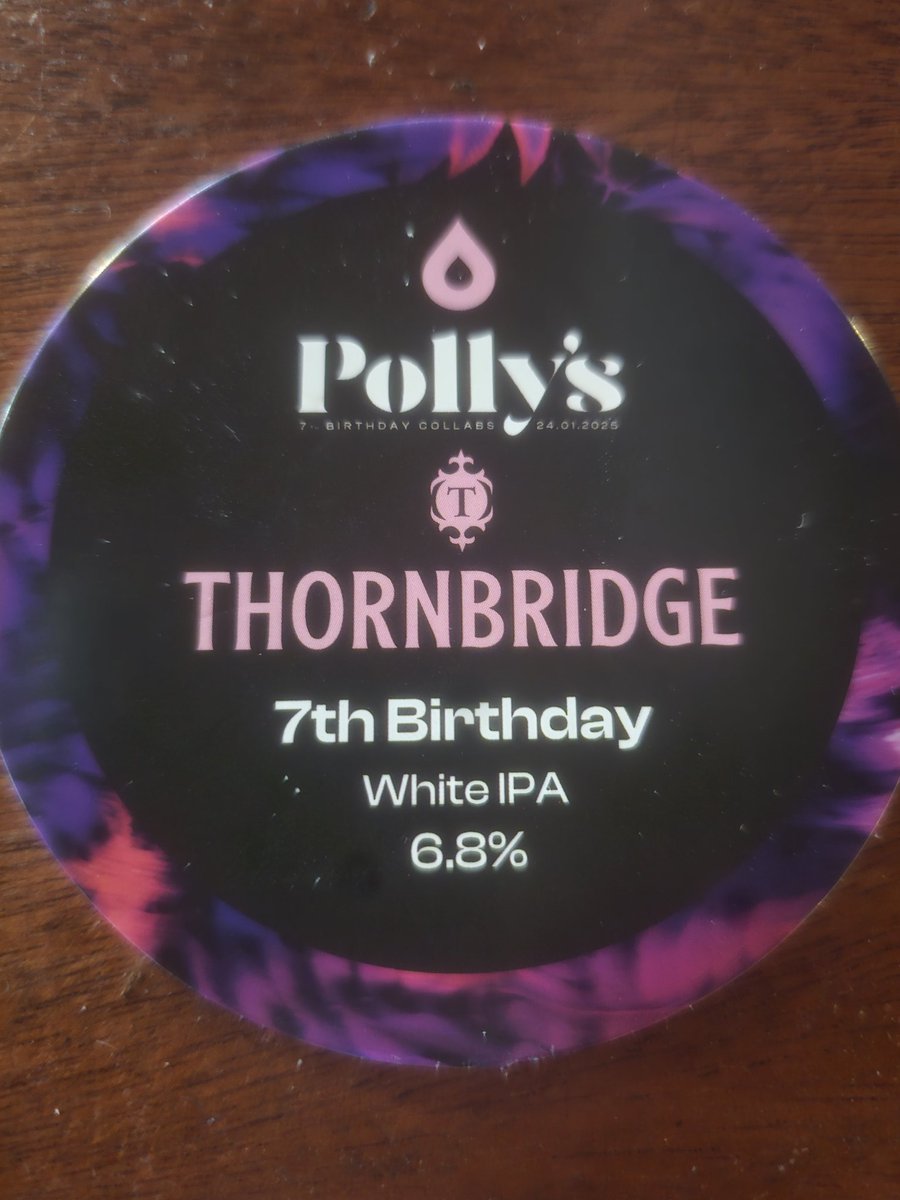 Polly's
7TH BIRTHDAY COLLABS 24.01.2025
T
THORNBRIDGE
7th Birthday
White IPA
6.8%